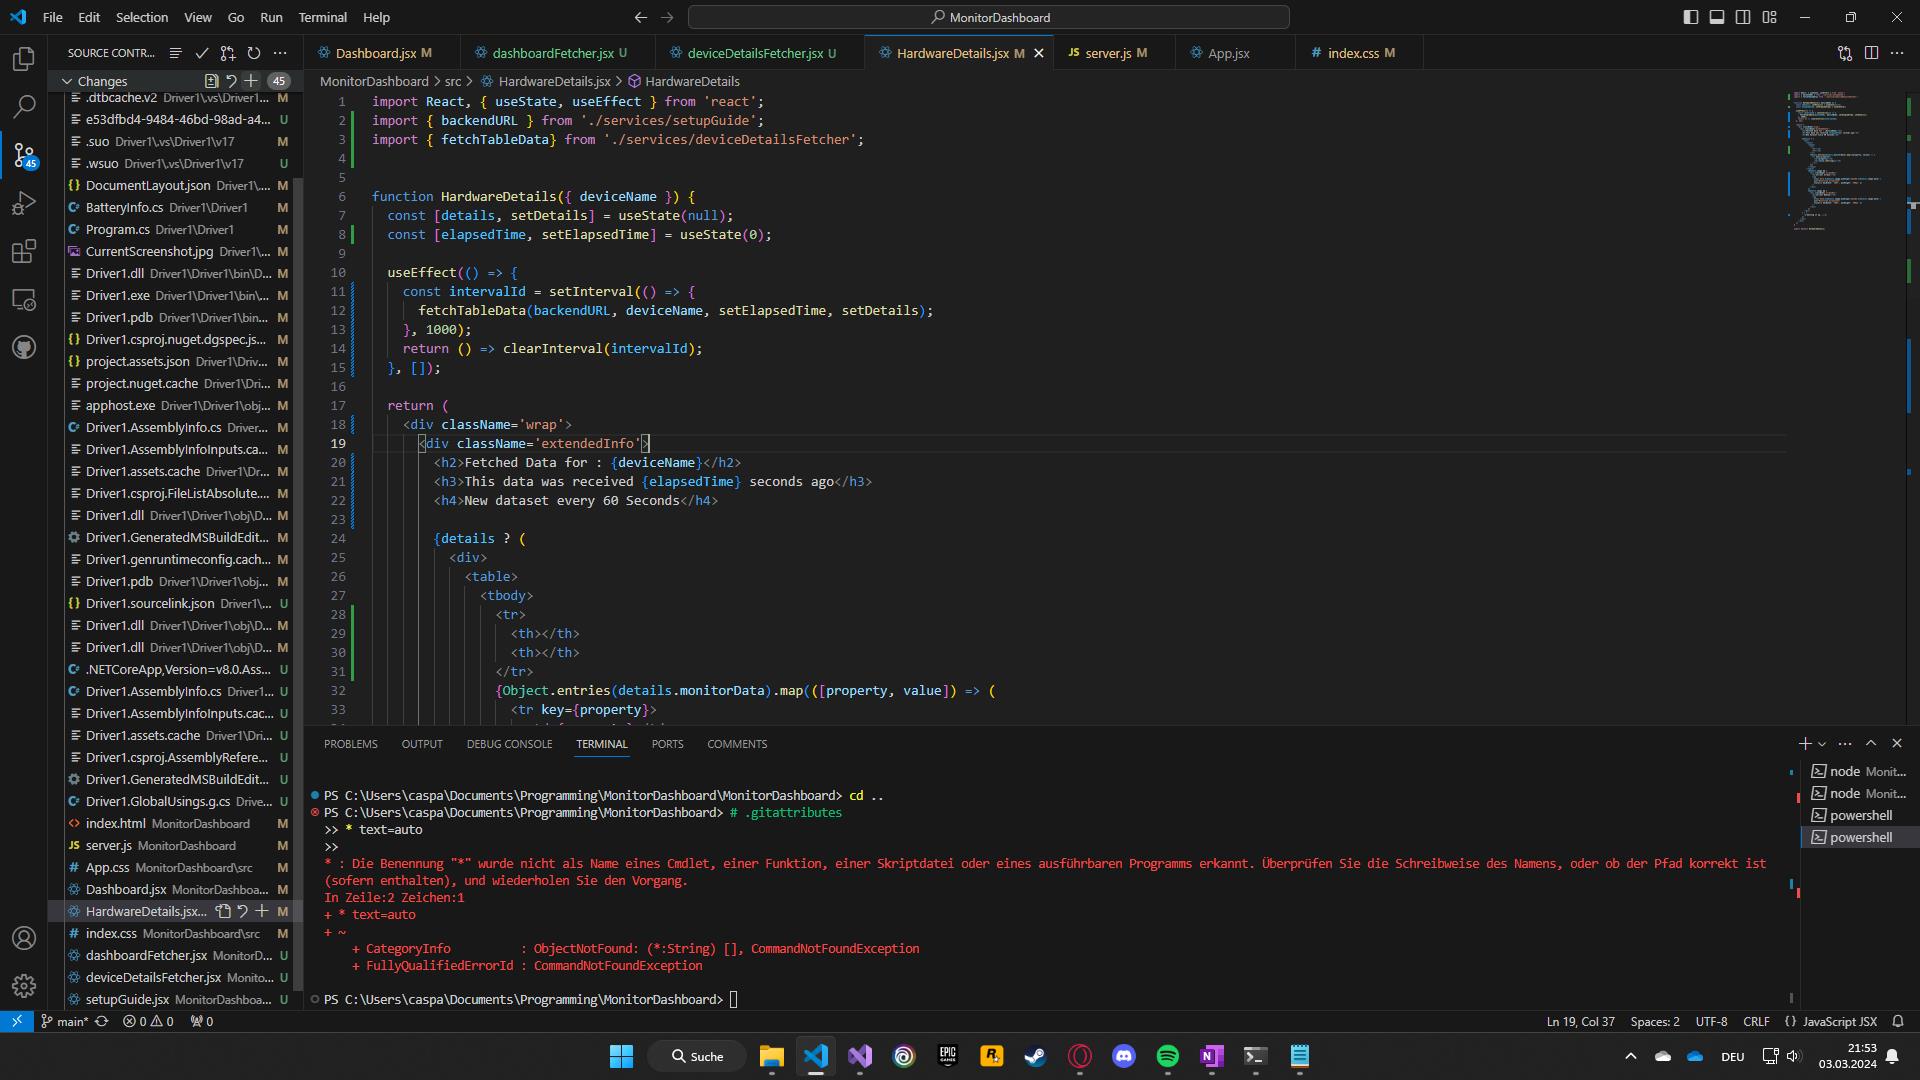 File Edit Selection View Go Run Terminal Help
MonitorDashboard
SOURCE CONTR...
Dashboard.jsx M
dashboardFetcher.jsx U
deviceDetailsFetcher.jsx U
HardwareDetails.jsx M
JS server.js M
App.jsx
# index.css M
Changes 45
MonitorDashboard > src > HardwareDetails.jsx > HardwareDetails
.dtbcache.v2 Driver1\.vs\Driver1... M
e53dfbd4-9484-46bd-98ad-a4... U
.suo Driver1\.vs\Driver1\v17 M
.wsuo Driver1\.vs\Driver1\v17 U
{} DocumentLayout.json Driver1\... M
BatteryInfo.cs Driver1\Driver1 M
Program.cs Driver1\Driver1 M
CurrentScreenshot.jpg Driver1\... M
Driver1.dll Driver1\Driver1\bin\D... M
Driver1.exe Driver1\Driver1\bin\... M
Driver1.pdb Driver1\Driver1\bin... M
{} Driver1.csproj.nuget.dgspec.js... M
{} project.assets.json Driver1\Driv... M
project.nuget.cache Driver1\Dri... M
apphost.exe Driver1\Driver1\obj... M
Driver1.AssemblyInfo.cs Driver... M
Driver1.AssemblyInfoInputs.ca... M
Driver1.assets.cache Driver1\Dr... M
Driver1.csproj.FileListAbsolute.... M
Driver1.dll Driver1\Driver1\obj\D... M
Driver1.GeneratedMSBuildEdit... M
Driver1.genruntimeconfig.cach... M
Driver1.pdb Driver1\Driver1\obj... M
{} Driver1.sourcelink.json Driver1\... U
Driver1.dll Driver1\Driver1\obj\D... U
Driver1.dll Driver1\Driver1\obj\D... U
.NETCoreApp,Version=v8.0.Ass... U
Driver1.AssemblyInfo.cs Driver1... U
Driver1.AssemblyInfoInputs.cac... U
Driver1.assets.cache Driver1\Dri... U
Driver1.csproj.AssemblyRefere... U
Driver1.GeneratedMSBuildEdit... U
Driver1.GlobalUsings.g.cs Drive... U
<> index.html MonitorDashboard M
JS server.js MonitorDashboard M
# App.css MonitorDashboard\src M
Dashboard.jsx MonitorDashboa... M
HardwareDetails.jsx... M
# index.css MonitorDashboard\src M
dashboardFetcher.jsx MonitorD... U
deviceDetailsFetcher.jsx Monito... U
setupGuide.jsx MonitorDashboa... U
1 import React, { useState, useEffect } from 'react';
2 import { backendURL } from './services/setupGuide';
3 import { fetchTableData} from './services/deviceDetailsFetcher';
4
5
6 function HardwareDetails({ deviceName }) {
7 const [details, setDetails] = useState(null);
8 const [elapsedTime, setElapsedTime] = useState(0);
9
10 useEffect(() => {
11 const intervalId = setInterval(() => {
12 fetchTableData(backendURL, deviceName, setElapsedTime, setDetails);
13 }, 1000);
14 return () => clearInterval(intervalId);
15 }, []);
16
17 return (
18 <div className='wrap'>
19 <div className='extendedInfo'>
20 <h2>Fetched Data for : {deviceName}</h2>
21 <h3>This data was received {elapsedTime} seconds ago</h3>
22 <h4>New dataset every 60 Seconds</h4>
23
24 {details ? (
25 <div>
26 <table>
27 <tbody>
28 <tr>
29 <th></th>
30 <th></th>
31 </tr>
32 {Object.entries(details.monitorData).map(([property, value]) => (
33 <tr key={property}>
PROBLEMS OUTPUT DEBUG CONSOLE TERMINAL PORTS COMMENTS
PS C:\Users\caspa\Documents\Programming\MonitorDashboard\MonitorDashboard> cd ..
PS C:\Users\caspa\Documents\Programming\MonitorDashboard> # .gitattributes
>> * text=auto
>>
* : Die Benennung "*" wurde nicht als Name eines Cmdlet, einer Funktion, einer Skriptdatei oder eines ausführbaren Programms erkannt. Überprüfen Sie die Schreibweise des Namens, oder ob der Pfad korrekt ist
(sofern enthalten), und wiederholen Sie den Vorgang.
In Zeile:2 Zeichen:1
+ * text=auto
+ ~
+ CategoryInfo : ObjectNotFound: (*:String) [], CommandNotFoundException
+ FullyQualifiedErrorId : CommandNotFoundException
PS C:\Users\caspa\Documents\Programming\MonitorDashboard>
node Monit...
node Monit...
powershell
powershell
main* 0 0 0
Ln 19, Col 37 Spaces: 2 UTF-8 CRLF {} JavaScript JSX
Suche
EPIC GAMES
DEU
21:53
03.03.2024